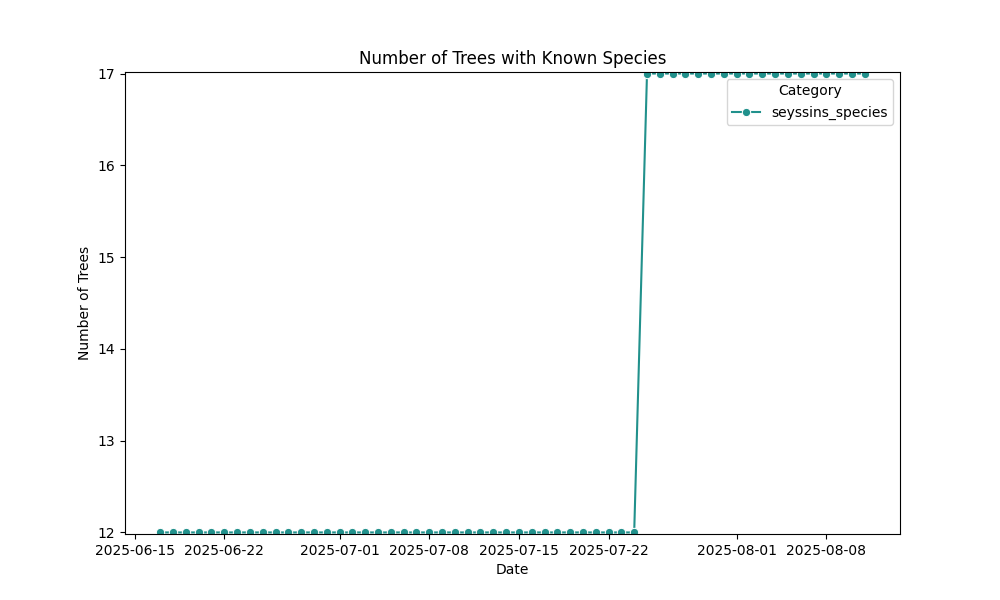 Number of Trees with Known Species
Number of Trees
17
16
15
14
13
12
Category
seyssins_species
2025-06-15 2025-06-22 2025-07-01 2025-07-08 2025-07-15 2025-07-22 2025-08-01 2025-08-08
Date